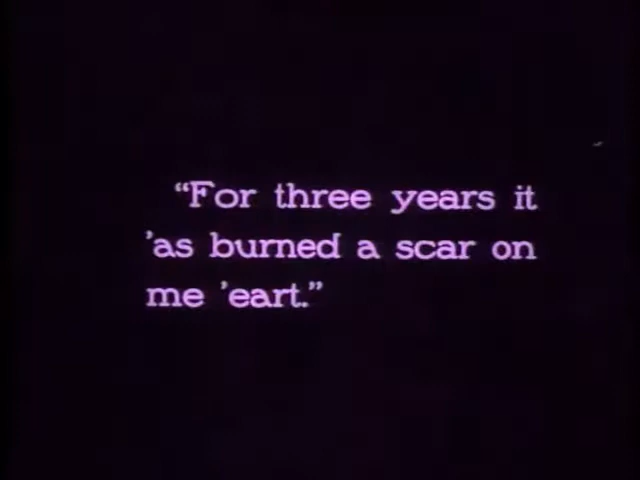 “For three years it
’as burned a scar on
me ’eart.”